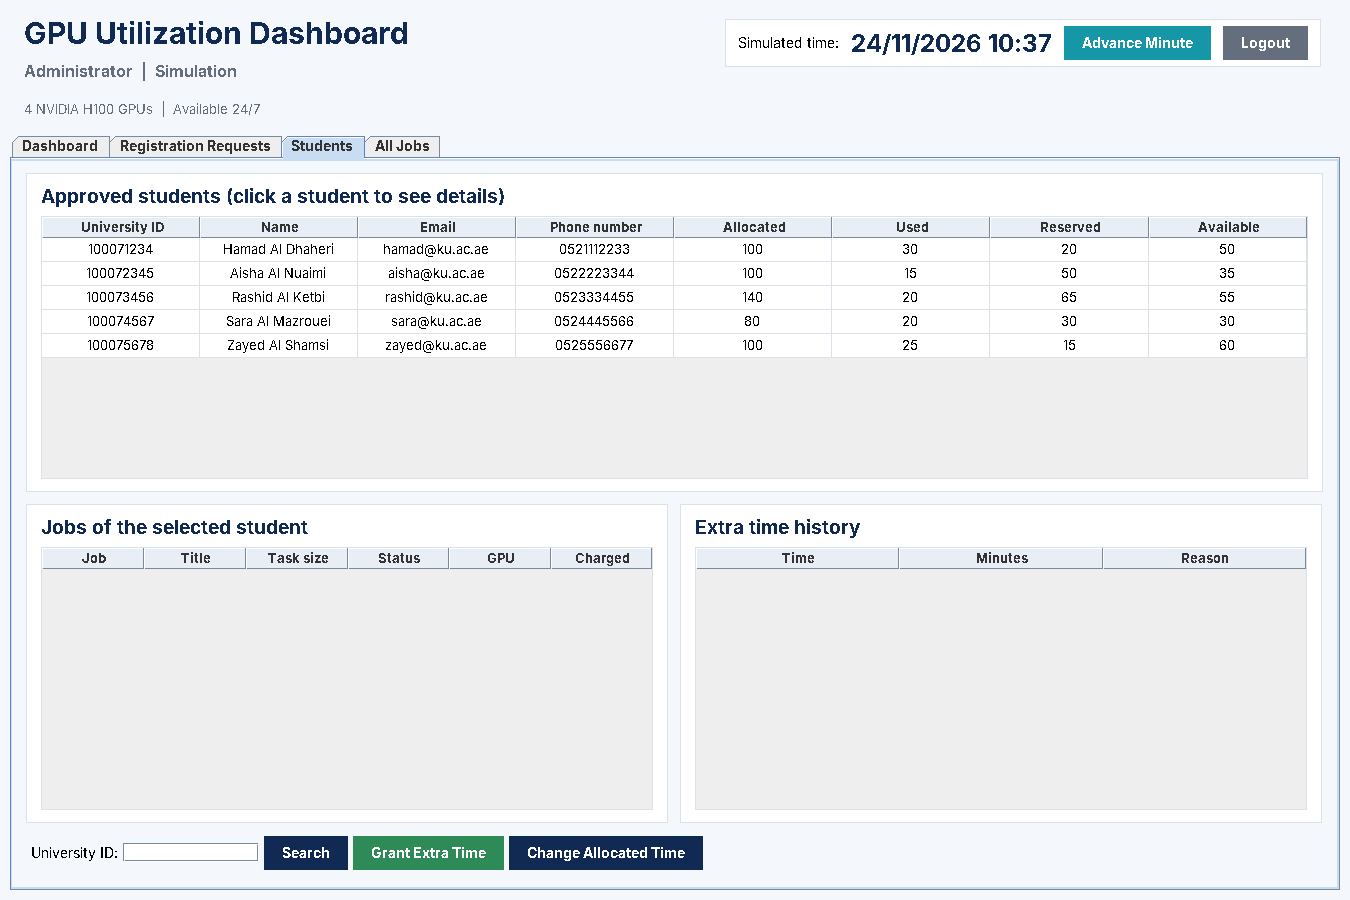 GPU Utilization Dashboard
Administrator | Simulation
4 NVIDIA H100 GPUs | Available 24/7
Simulated time: 24/11/2026 10:37 Advance Minute Logout
Dashboard Registration Requests Students All Jobs
Approved students (click a student to see details)
University ID Name Email Phone number Allocated Used Reserved Available
100071234 Hamad Al Dhaheri hamad@ku.ac.ae 0521112233 100 30 20 50
100072345 Aisha Al Nuaimi aisha@ku.ac.ae 0522223344 100 15 50 35
100073456 Rashid Al Ketbi rashid@ku.ac.ae 0523334455 140 20 65 55
100074567 Sara Al Mazrouei sara@ku.ac.ae 0524445566 80 20 30 30
100075678 Zayed Al Shamsi zayed@ku.ac.ae 0525556677 100 25 15 60
Jobs of the selected student
Job Title Task size Status GPU Charged
Extra time history
Time Minutes Reason
University ID: Search Grant Extra Time Change Allocated Time